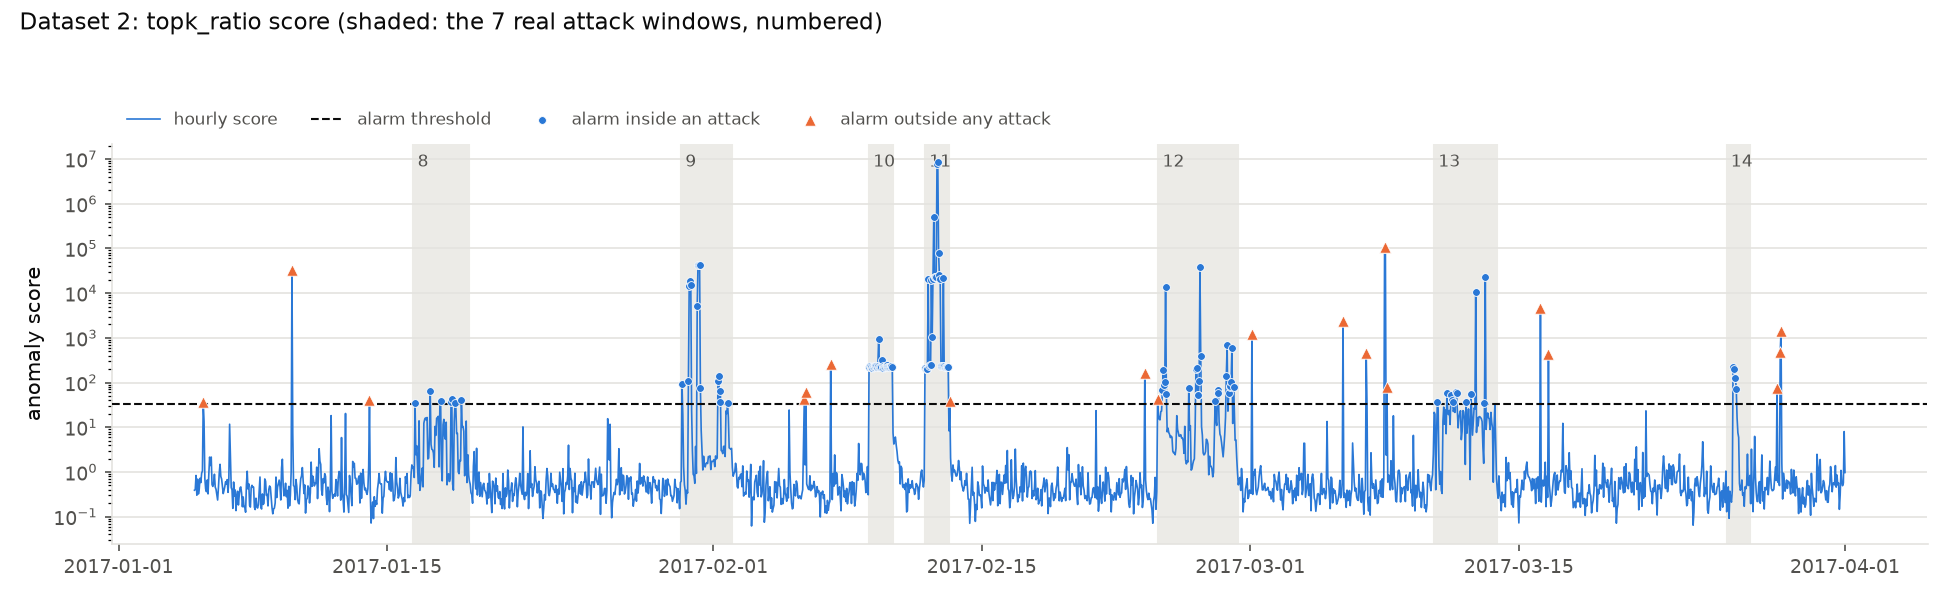 Dataset 2: topk_ratio score (shaded: the 7 real attack windows, numbered)
hourly score alarm threshold alarm inside an attack alarm outside any attack
8 9 10 11 12 13 14
10⁷
10⁶
10⁵
10⁴
10³
10²
10¹
10⁰
10⁻¹
anomaly score
2017-01-01 2017-01-15 2017-02-01 2017-02-15 2017-03-01 2017-03-15 2017-04-01